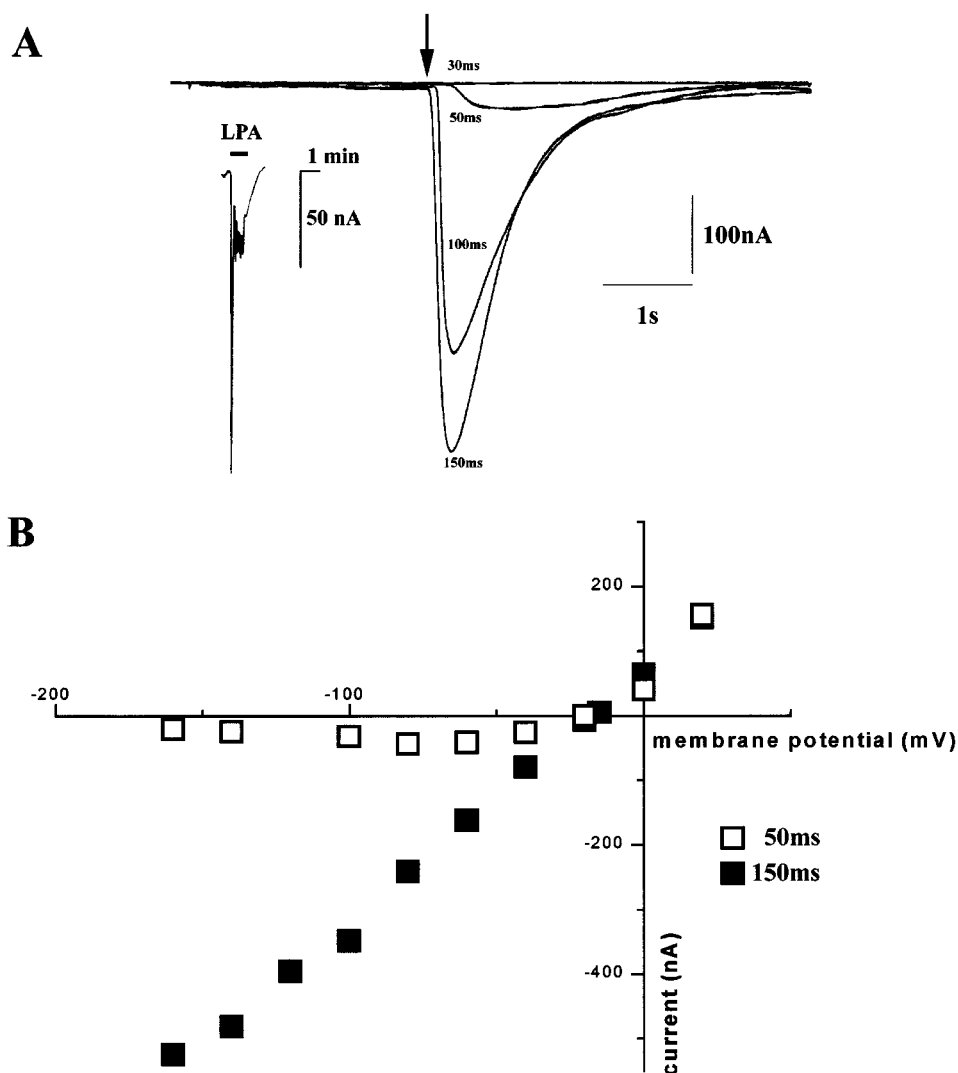 A
30ms
50ms
LPA
1 min
50 nA
100nA
100ms
1s
150ms
B
200
-200
-100
membrane potential (mV)
-200
50ms
150ms
-400
current (nA)